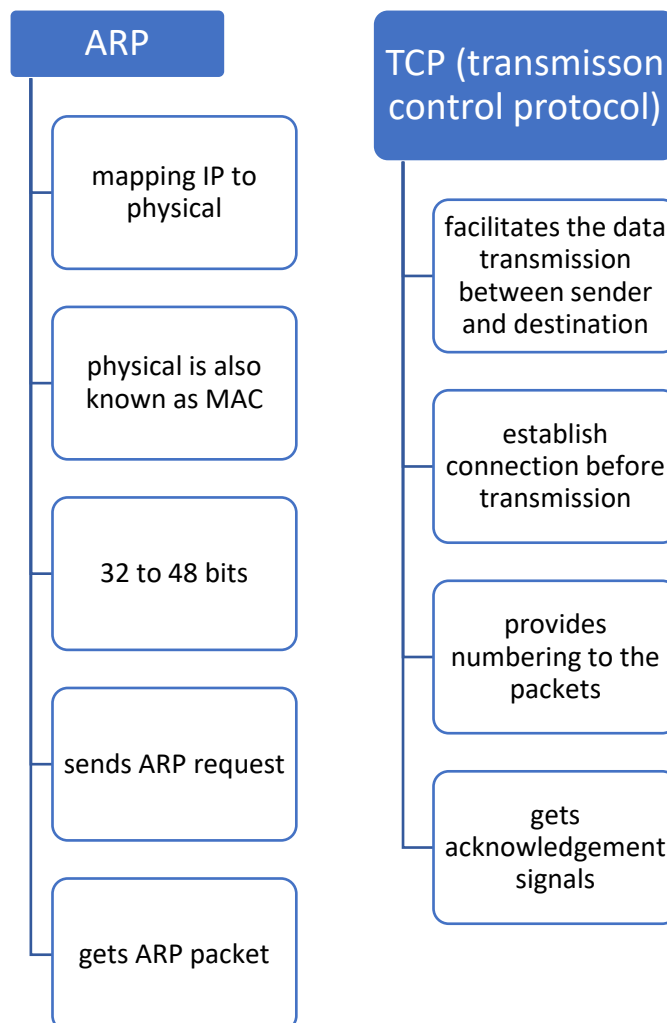 ARP
mapping IP to
physical
physical is also
known as MAC
32 to 48 bits
sends ARP request
gets ARP packet
TCP (transmisson
control protocol)
facilitates the data
transmission
between sender
and destination
establish
connection before
transmission
provides
numbering to the
packets
gets
acknowledgement
signals